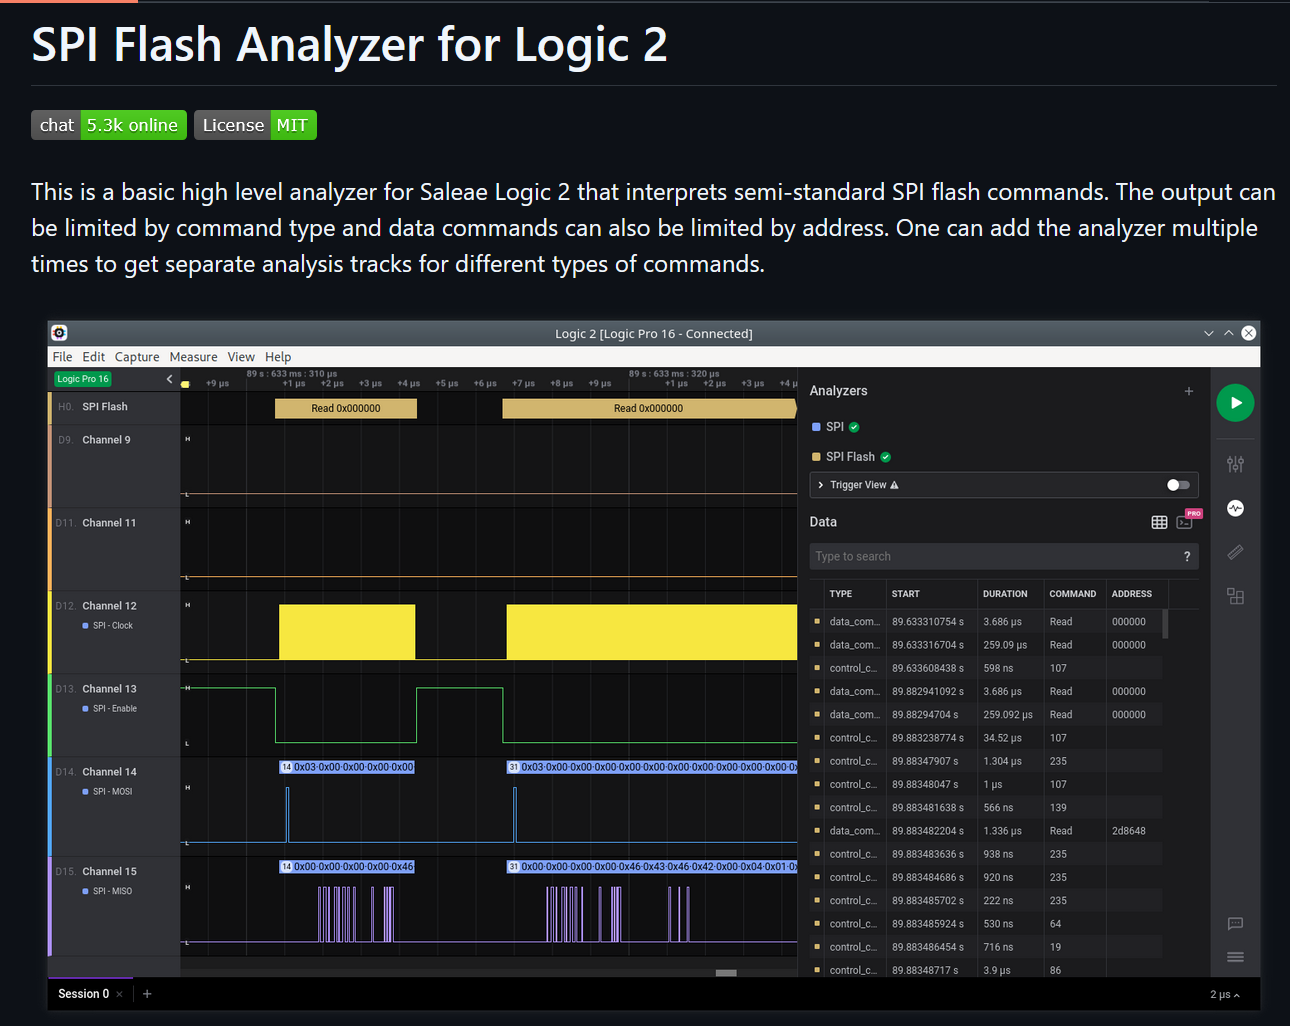 SPI Flash Analyzer for Logic 2
chat 5.3k online License MIT
This is a basic high level analyzer for Saleae Logic 2 that interprets semi-standard SPI flash commands. The output can
be limited by command type and data commands can also be limited by address. One can add the analyzer multiple
times to get separate analysis tracks for different types of commands.
Logic 2 [Logic Pro 16 - Connected]
File Edit Capture Measure View Help
Logic Pro 16
89 s : 633 ms : 310 µs 89 s : 633 ms : 320 µs
+9 µs +1 µs +2 µs +3 µs +4 µs +5 µs +6 µs +7 µs +8 µs +9 µs +1 µs +2 µs +3 µs +4 µ
H0. SPI Flash
Read 0x000000 Read 0x000000
D9. Channel 9
H
L
D11. Channel 11
H
L
D12. Channel 12
SPI - Clock
H
L
D13. Channel 13
SPI - Enable
H
L
D14. Channel 14
SPI - MOSI
14 0x03-0x00-0x00-0x00-0x00 31 0x03-0x00-0x00-0x00-0x00-0x00-0x00-0x00-0x00-0x00-0x00-0x
H
L
D15. Channel 15
SPI - MISO
14 0x00-0x00-0x00-0x00-0x46- 31 0x00-0x00-0x00-0x00-0x46-0x43-0x46-0x42-0x00-0x04-0x01-0x
H
L
Session 0
Analyzers
SPI
SPI Flash
Trigger View
Data
PRO
Type to search ?
TYPE START DURATION COMMAND ADDRESS
data_com... 89.633310754 s 3.686 µs Read 000000
data_com... 89.633316704 s 259.09 µs Read 000000
control_c... 89.633608438 s 598 ns 107
data_com... 89.882941092 s 3.686 µs Read 000000
data_com... 89.88294704 s 259.092 µs Read 000000
control_c... 89.883238774 s 34.52 µs 107
control_c... 89.88347907 s 1.304 µs 235
control_c... 89.88348047 s 1 µs 107
control_c... 89.883481638 s 566 ns 139
data_com... 89.883482204 s 1.336 µs Read 2d8648
control_c... 89.883483636 s 938 ns 235
control_c... 89.883484686 s 920 ns 235
control_c... 89.883485702 s 222 ns 235
control_c... 89.883485924 s 530 ns 64
control_c... 89.883486454 s 716 ns 19
control_c... 89.88348717 s 3.9 µs 86
2 µs